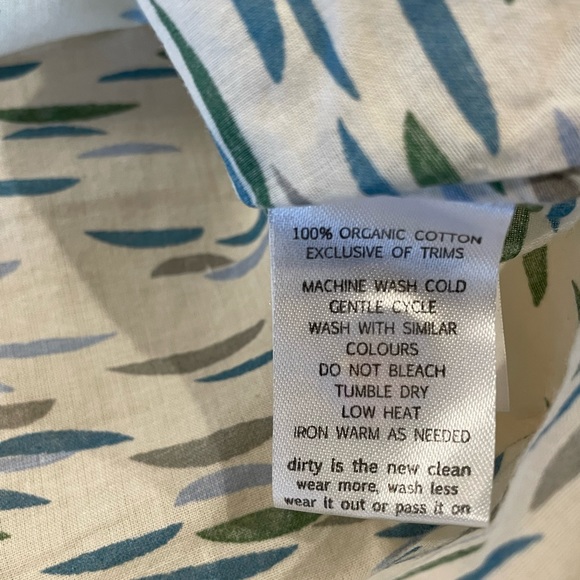 100% ORGANIC COTTON
EXCLUSIVE OF TRIMS
MACHINE WASH COLD
GENTLE CYCLE
WASH WITH SIMILAR
COLOURS
DO NOT BLEACH
TUMBLE DRY
LOW HEAT
IRON WARM AS NEEDED
dirty is the new clean
wear more, wash less
wear it out or pass it on